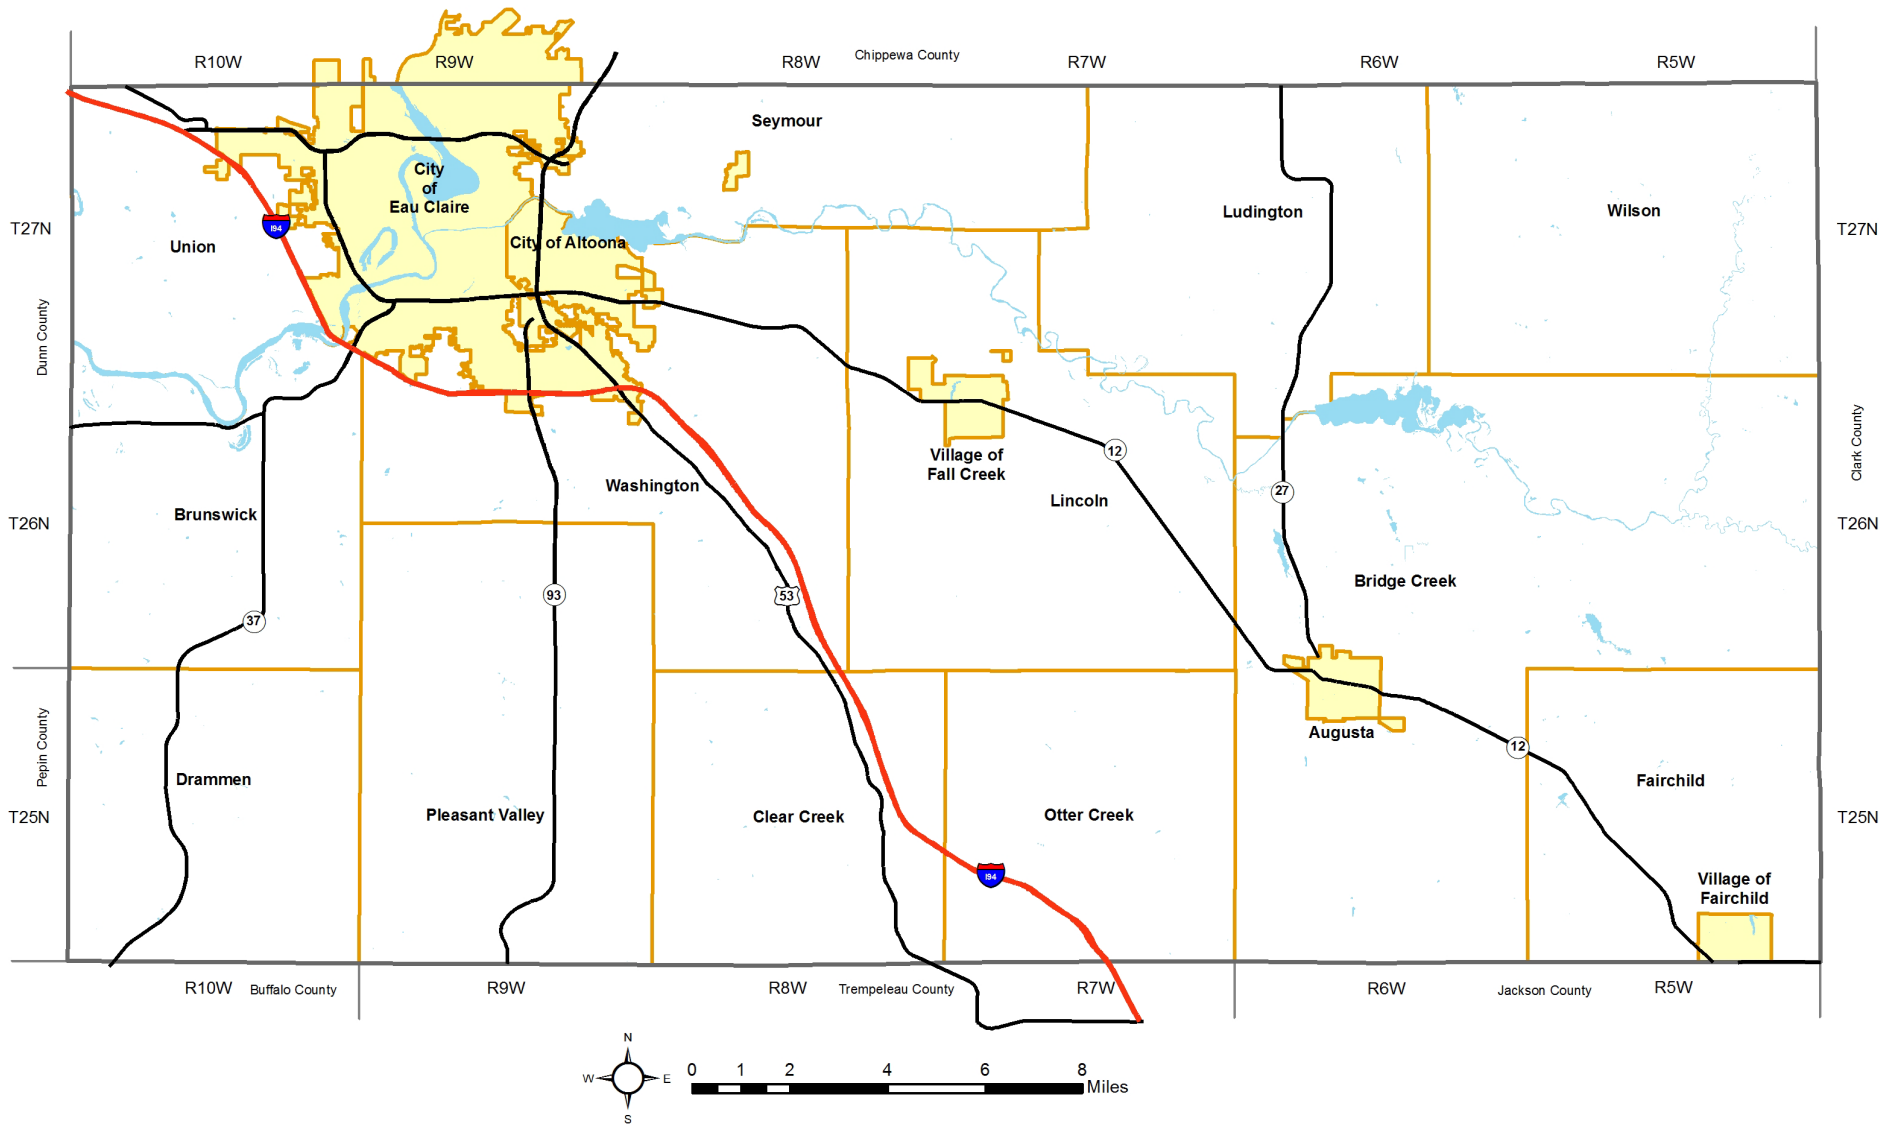 Chippewa County
R10W R9W R8W R7W R6W R5W
Seymour
City
of
Eau Claire
Ludington
Wilson
T27N
T27N
I94
Union
City of Altoona
Dunn County
Clark County
Village of
Fall Creek
12
Washington
27
Lincoln
Brunswick
T26N
T26N
Bridge Creek
93
53
37
Pepin County
Augusta
12
Drammen
Fairchild
T25N
Pleasant Valley
Clear Creek
Otter Creek
T25N
I94
Village of
Fairchild
R10W Buffalo County R9W R8W Trempeleau County R7W R6W Jackson County R5W
N
W E
S
0 1 2 4 6 8
Miles